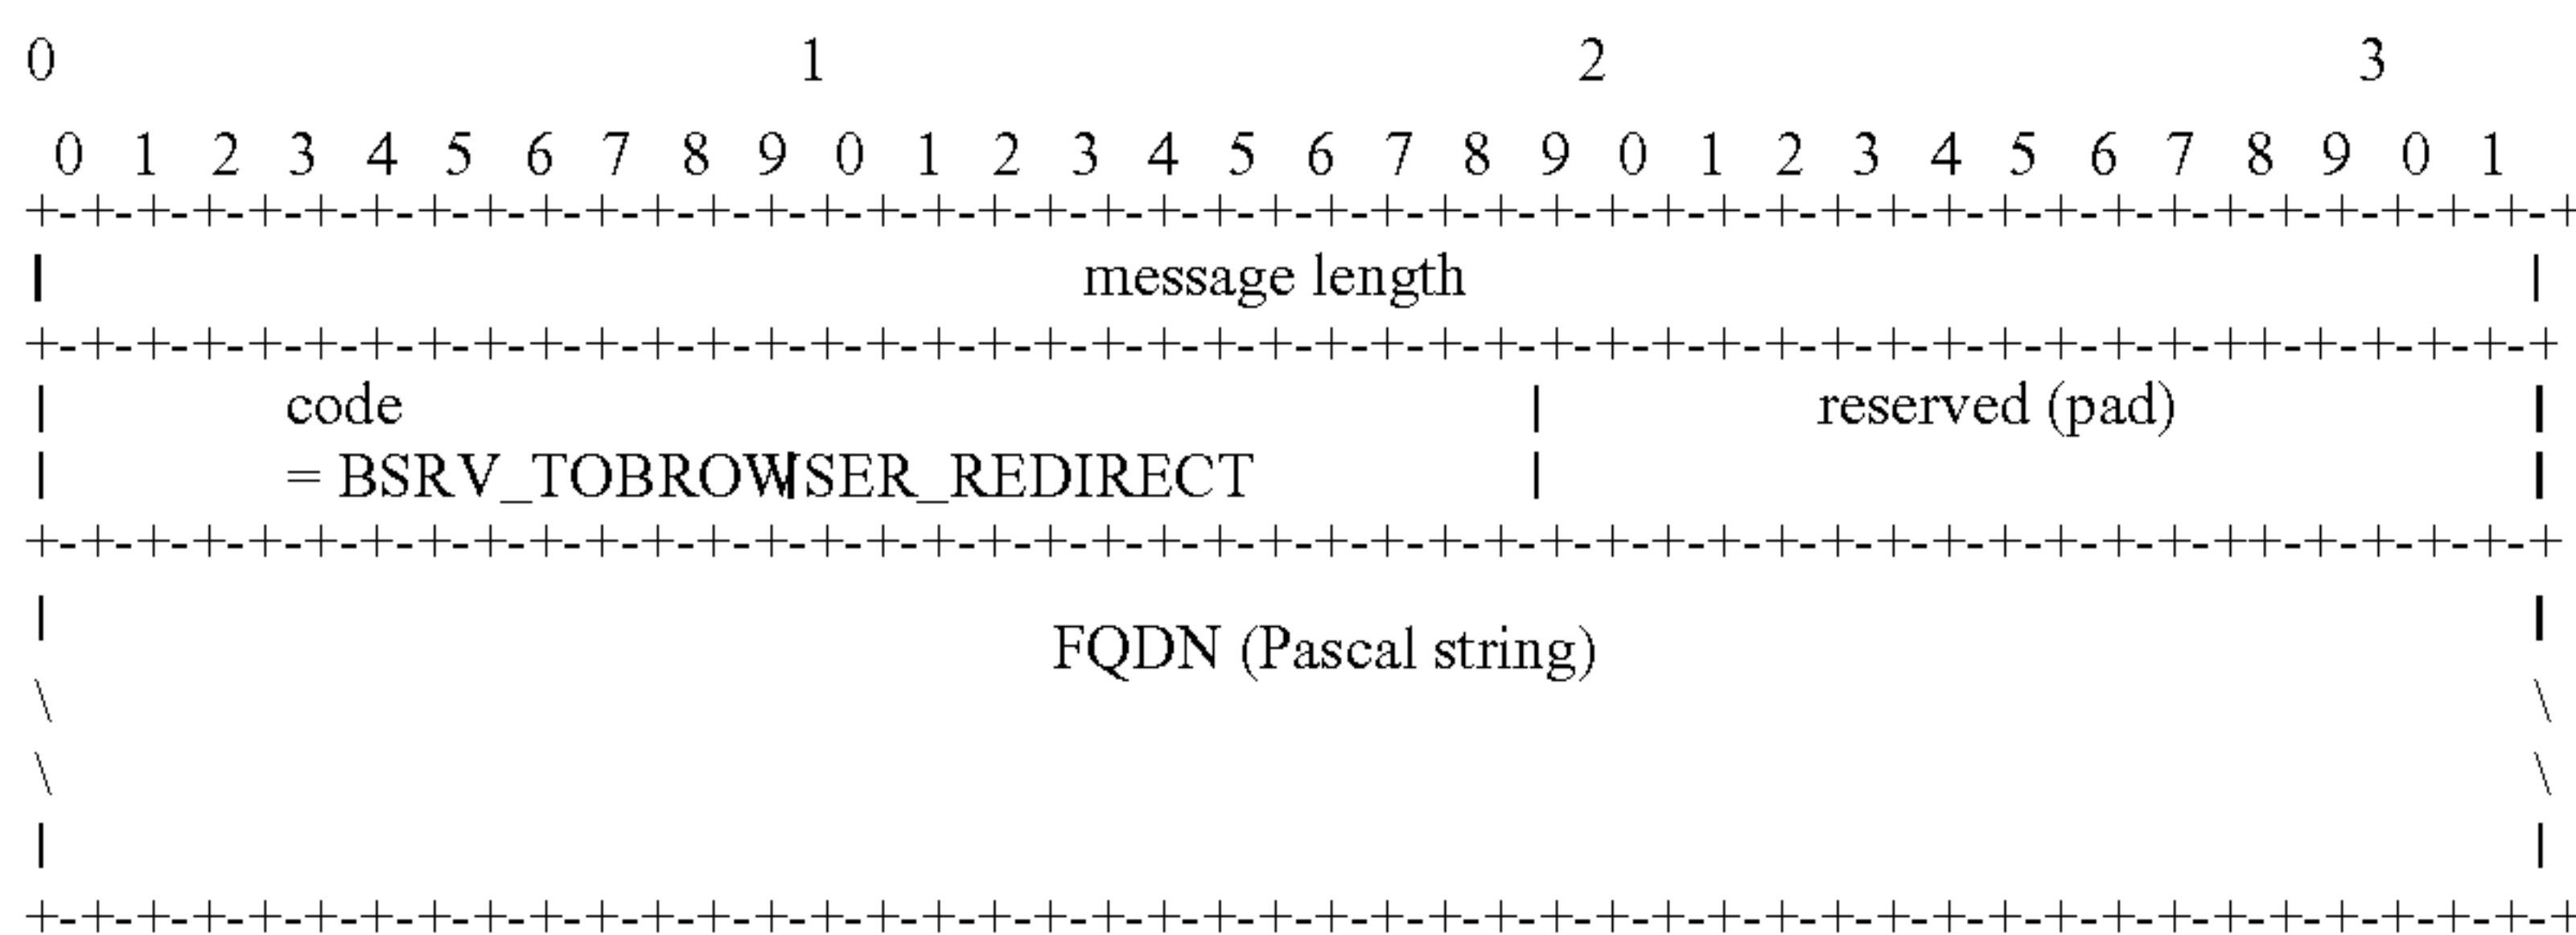 0 1 2 3
0 1 2 3 4 5 6 7 8 9 0 1 2 3 4 5 6 7 8 9 0 1 2 3 4 5 6 7 8 9 0 1
+-+-+-+-+-+-+-+-+-+-+-+-+-+-+-+-+-+-+-+-+-+-+-+-+-+-+-+-+-+-+-+-+-+-+-+-+-+-+-+-+-+-+-+-+-+-+
| message length |
+-+-+-+-+-+-+-+-+-+-+-+-+-+-+-+-+-+-+-+-+-+-+-+-+-+-+-+-+-+-+-+-+-+-+-+-+-+-+-+-++-+-+-+-+-+
| code | reserved (pad) |
| = BSRV_TOBROW|SER_REDIRECT | |
+-+-+-+-+-+-+-+-+-+-+-+-+-+-+-+-+-+-+-+-+-+-+-+-+-+-+-+-+-+-+-+-+-+-+-+-+-+-+-+-++-+-+-+-+-+
| |
FQDN (Pascal string)
\ \
\ \
| |
+-+-+-+-+-+-+-+-+-+-+-+-+-+-+-+-+-+-+-+-+-+-+-+-+-+-+-+-+-+-+-+-+-+-+-+-+-+-+-+-+-+-+-+-+-+-+